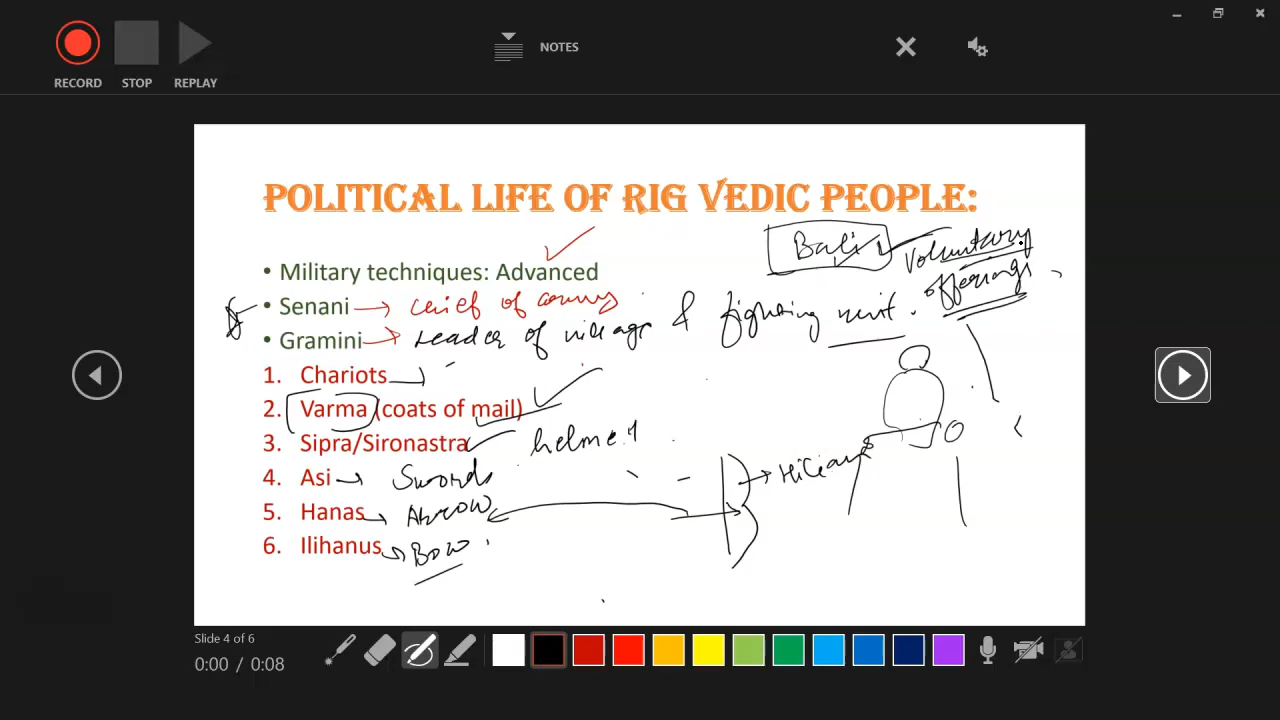 RECORD STOP REPLAY NOTES
POLITICAL LIFE OF RIG VEDIC PEOPLE:
Bali voluntary
offerings
• Military techniques: Advanced
• Senani chief of army
• Gramini Leader of village & fighting unit.
1. Chariots
2. Varma (coats of mail)
3. Sipra/Sironastra helmet
4. Asi Swords
5. Hanas Arrow
6. Ilihanus Bow
Slide 4 of 6
0:00 / 0:08